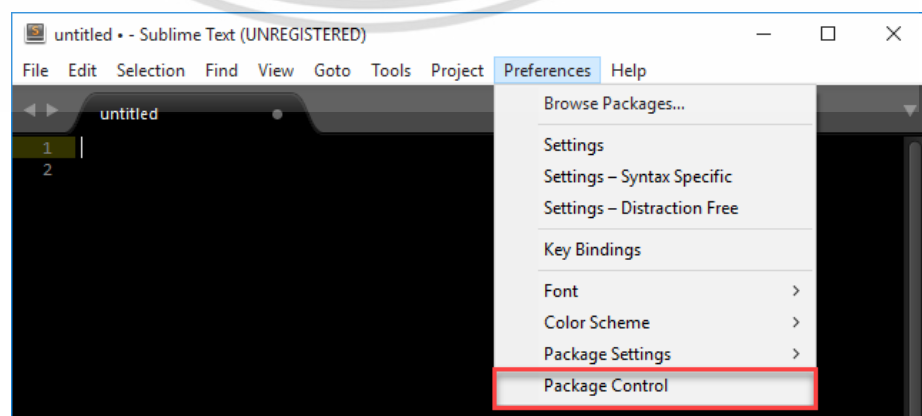 untitled • - Sublime Text (UNREGISTERED)
File Edit Selection Find View Goto Tools Project Preferences Help
untitled
1
2
Browse Packages...
Settings
Settings – Syntax Specific
Settings – Distraction Free
Key Bindings
Font
Color Scheme
Package Settings
Package Control